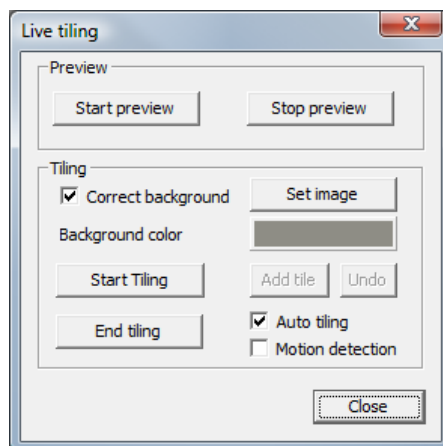 Live tiling
Preview
Start preview
Stop preview
Tiling
Correct background
Set image
Background color
Start Tiling
Add tile
Undo
End tiling
Auto tiling
Motion detection
Close